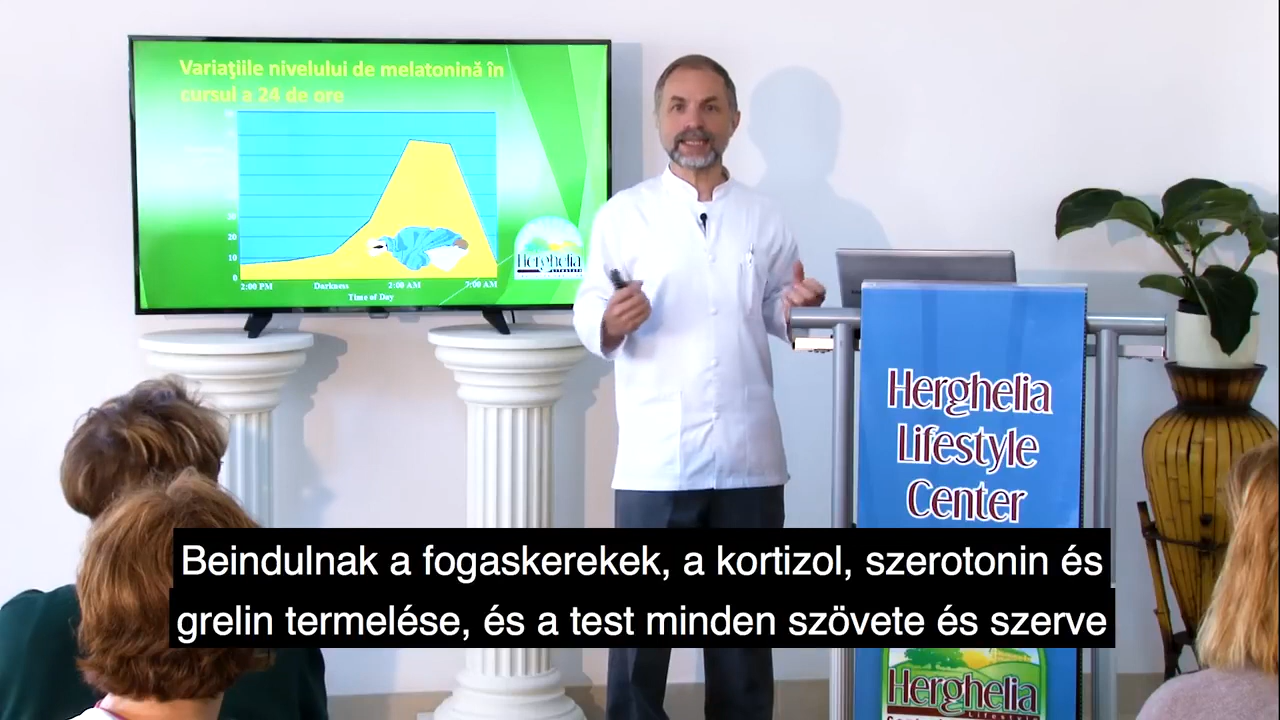 Variaţiile nivelului de melatonină în
cursul a 24 de ore
30
20
10
0
2:00 PM Darkness 2:00 AM 7:00 AM
Time of Day
Herghelia
Herghelia
Lifestyle
Center
Beindulnak a fogaskerekek, a kortizol, szerotonin és
grelin termelése, és a test minden szövete és szerve
Herghelia
Lifestyle